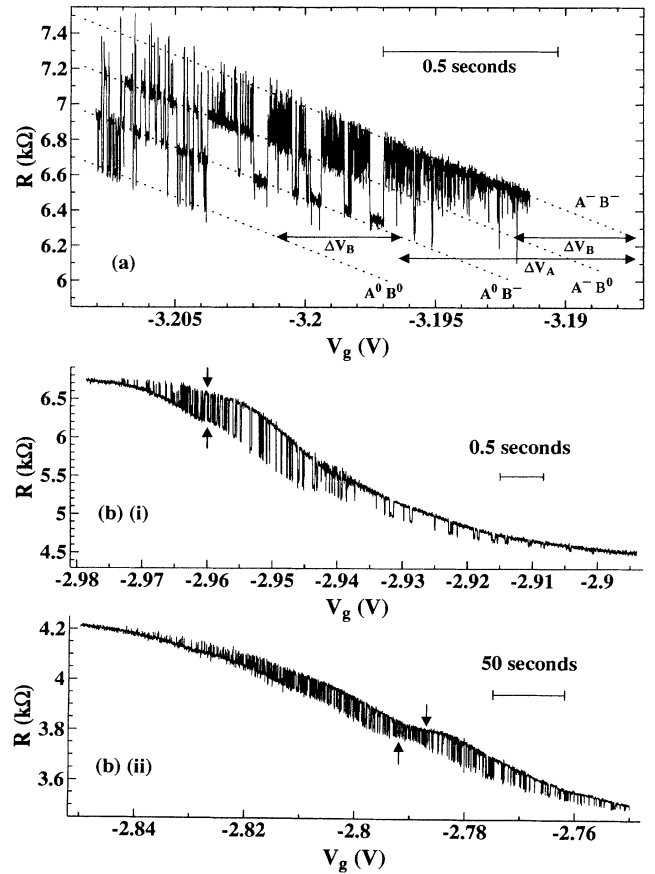 7.4
7.2
7
6.8
6.6
6.4
6.2
6
R (kΩ)
0.5 seconds
A⁻ B⁻
ΔV_B
ΔV_B
ΔV_A
(a)
A⁰ B⁰
A⁰ B⁻
A⁻ B⁰
-3.205 -3.2 -3.195 -3.19
V_g (V)
6.5
6
5.5
5
4.5
R (kΩ)
0.5 seconds
(b) (i)
-2.98 -2.97 -2.96 -2.95 -2.94 -2.93 -2.92 -2.91 -2.9
V_g (V)
4.2
4
3.8
3.6
R (kΩ)
50 seconds
(b) (ii)
-2.84 -2.82 -2.8 -2.78 -2.76
V_g (V)